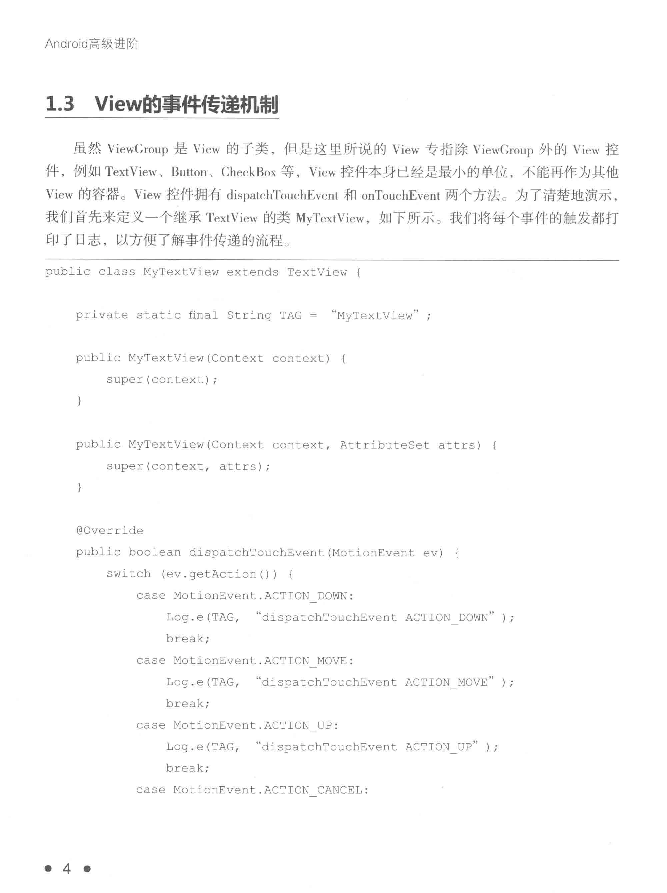 Android高级进阶
1.3 View的事件传递机制
虽然 ViewGroup 是 View 的子类，但是这里所说的 View 专指除 ViewGroup 外的 View 控
件，例如 TextView、Button、CheckBox 等，View 控件本身已经是最小的单位，不能再作为其他
View 的容器。View 控件拥有 dispatchTouchEvent 和 onTouchEvent 两个方法。为了清楚地演示，
我们首先来定义一个继承 TextView 的类 MyTextView，如下所示。我们将每个事件的触发都打
印了日志，以方便了解事件传递的流程。
public class MyTextView extends TextView {
private static final String TAG = “MyTextView” ;
public MyTextView(Context context) {
super(context);
}
public MyTextView(Context context, AttributeSet attrs) {
super(context, attrs);
}
@Override
public boolean dispatchTouchEvent(MotionEvent ev) {
switch (ev.getAction()) {
case MotionEvent.ACTION_DOWN:
Log.e(TAG, “dispatchTouchEvent ACTION_DOWN” );
break;
case MotionEvent.ACTION_MOVE:
Log.e(TAG, “dispatchTouchEvent ACTION_MOVE” );
break;
case MotionEvent.ACTION_UP:
Log.e(TAG, “dispatchTouchEvent ACTION_UP” );
break;
case MotionEvent.ACTION_CANCEL:
● 4 ●